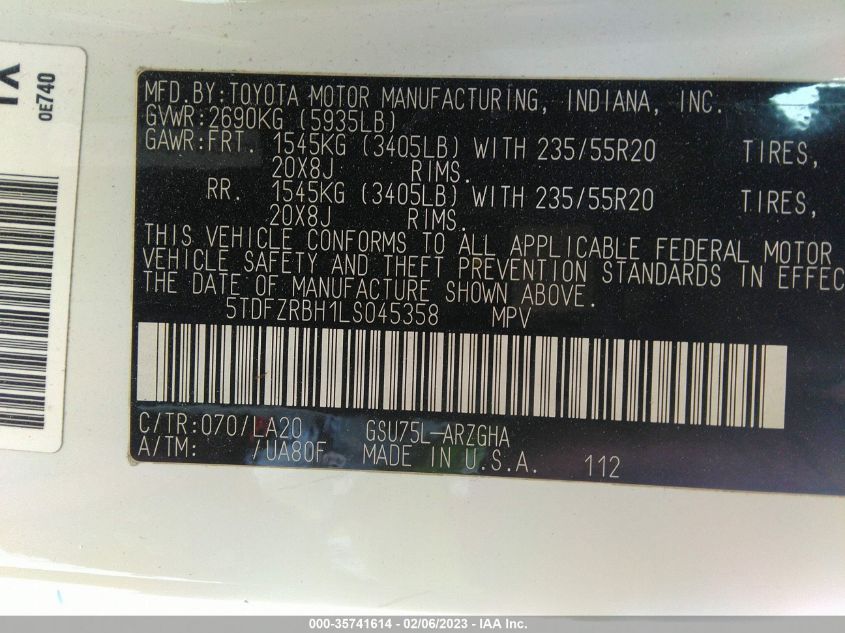 0EZ40
MFD.BY:TOYOTA MOTOR MANUFACTURING, INDIANA, INC.
GVWR:2690KG (5935LB)
GAWR:FRT. 1545KG (3405LB) WITH 235/55R20 TIRES,
20X8J RIMS.
RR. 1545KG (3405LB) WITH 235/55R20 TIRES,
20X8J RIMS.
THIS VEHICLE CONFORMS TO ALL APPLICABLE FEDERAL MOTOR
VEHICLE SAFETY AND THEFT PREVENTION STANDARDS IN EFFEC
THE DATE OF MANUFACTURE SHOWN ABOVE.
5TDFZRBH1LS045358 MPV
C/TR:070/LA20 GSU75L-ARZGHA
A/TM: /UA80F MADE IN U.S.A. 112
000-35741614 - 02/06/2023 - IAA Inc.